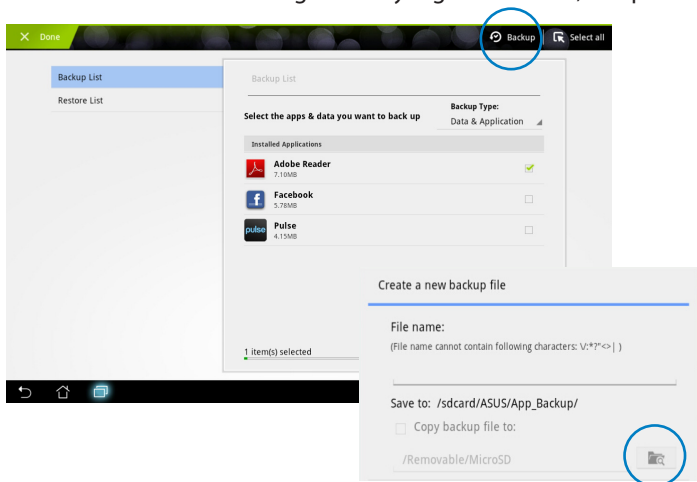 Done
Backup
Select all
Backup List
Restore List
Backup List
Select the apps & data you want to back up
Backup Type:
Data & Application
Installed Applications
Adobe Reader
7.10MB
f
Facebook
5.78MB
pulse
Pulse
4.15MB
1 item(s) selected
Create a new backup file
File name:
(File name cannot contain following characters: \/:*?"<>| )
Save to: /sdcard/ASUS/App_Backup/
Copy backup file to:
/Removable/MicroSD